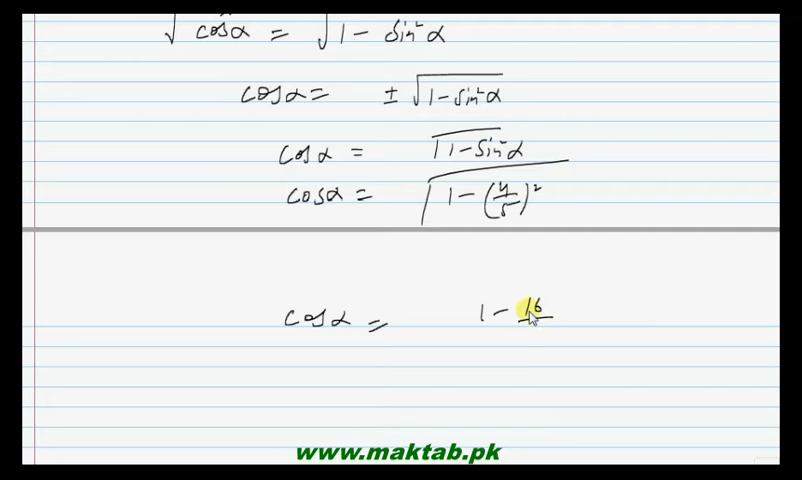 √cosα = √1 - Sin²α
cosα = ± √1 - Sin²α
cosα = √1 - Sin²α
cosα = √1 - (4/5)²
cosα = 1 - 16
www.maktab.pk